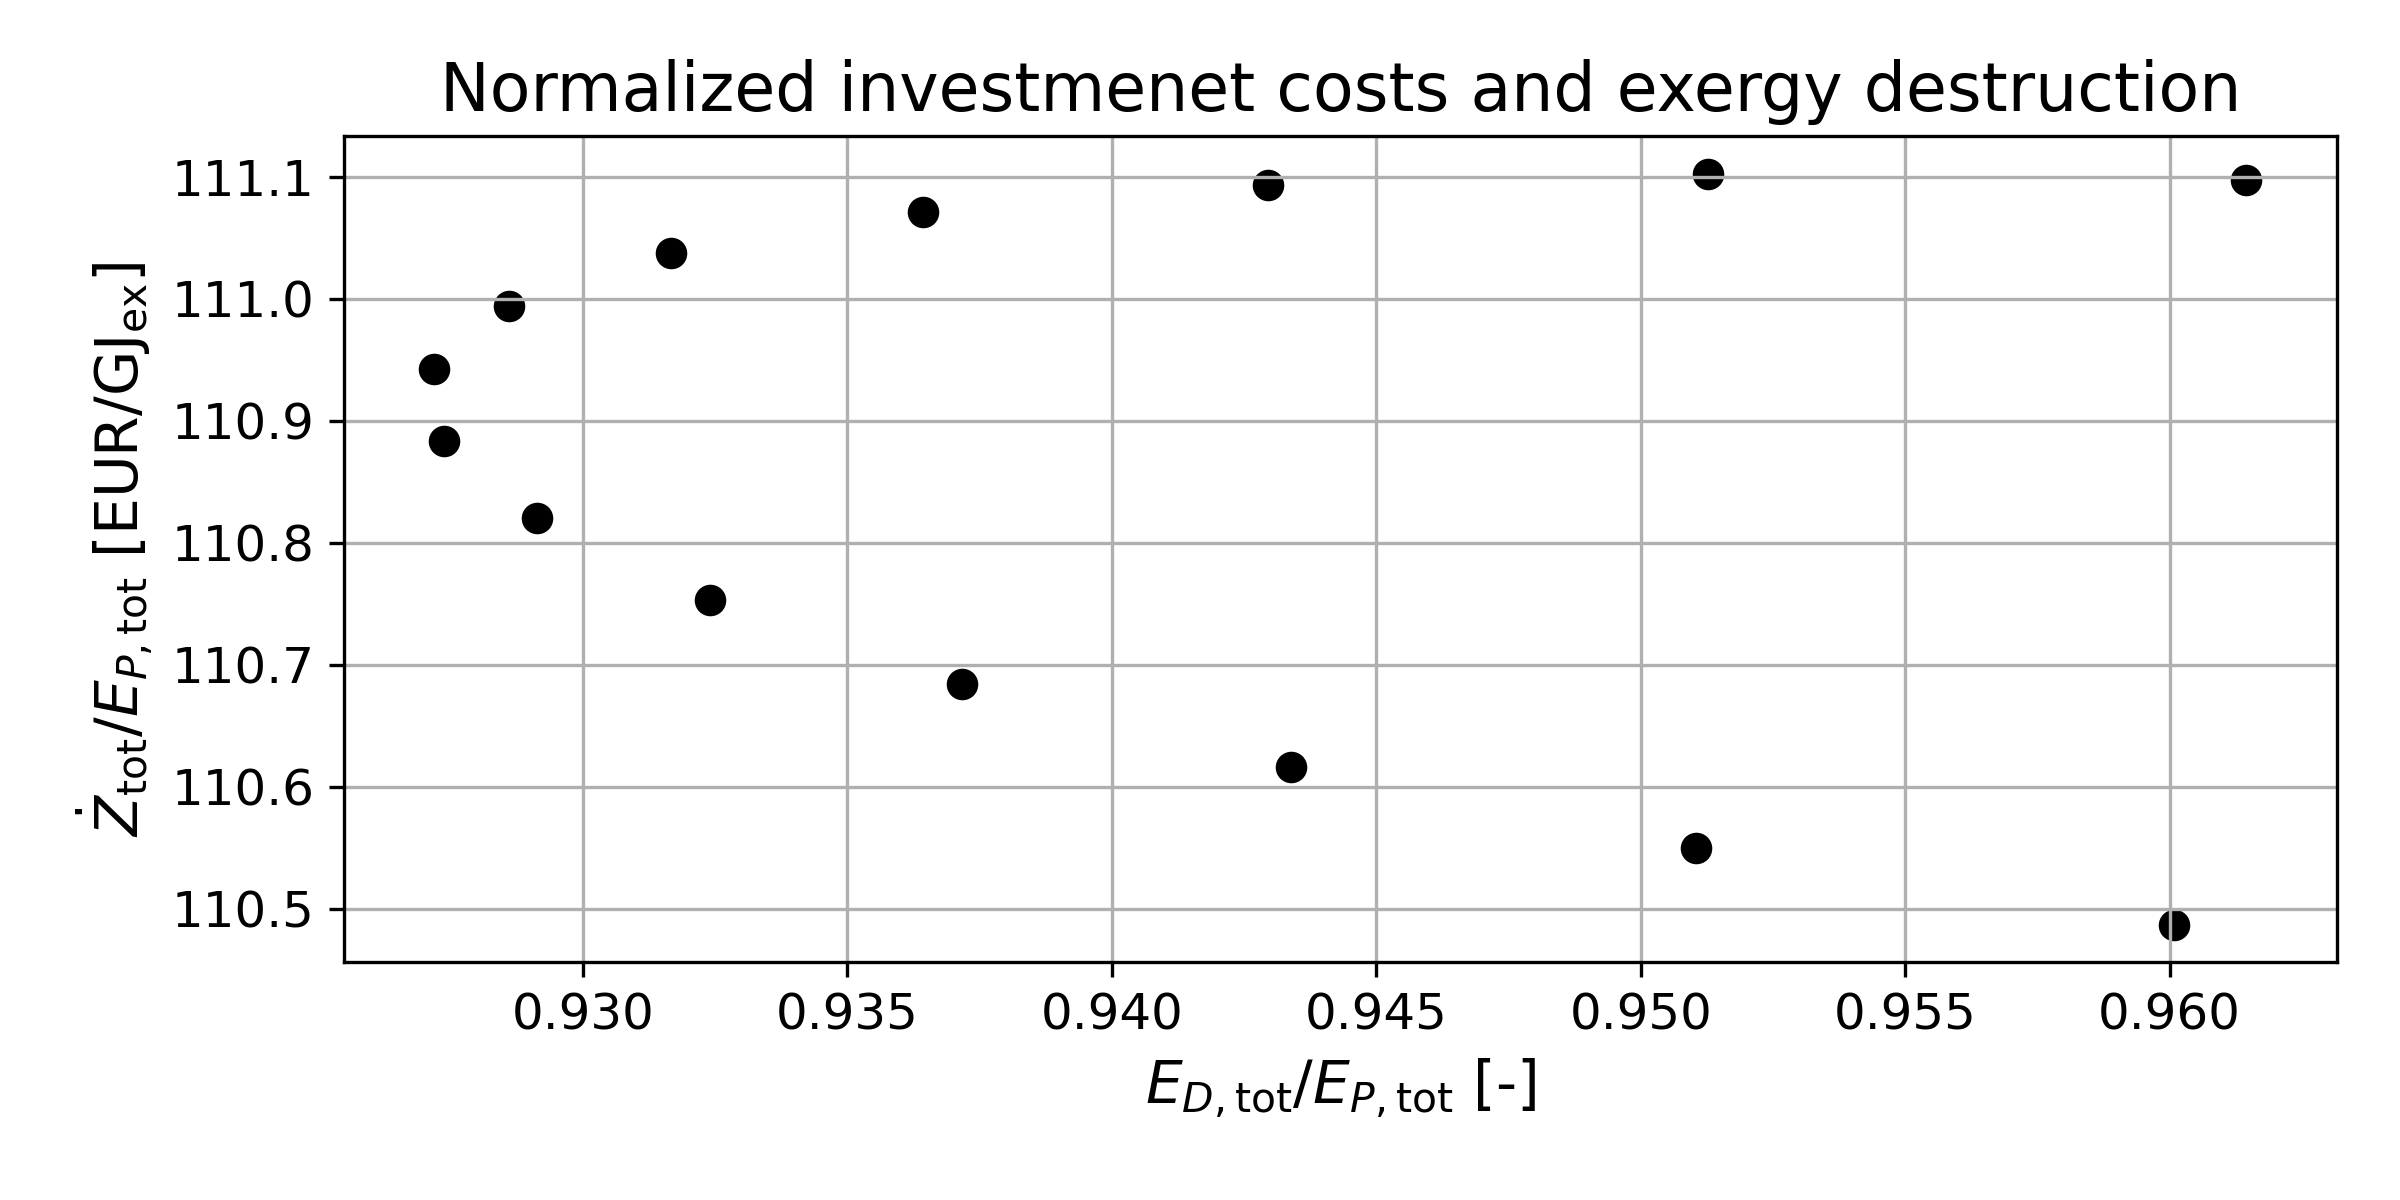 Normalized investmenet costs and exergy destruction
Ż_tot/E_P,tot [EUR/GJ_ex]
111.1
111.0
110.9
110.8
110.7
110.6
110.5
0.930 0.935 0.940 0.945 0.950 0.955 0.960
E_D,tot/E_P,tot [-]